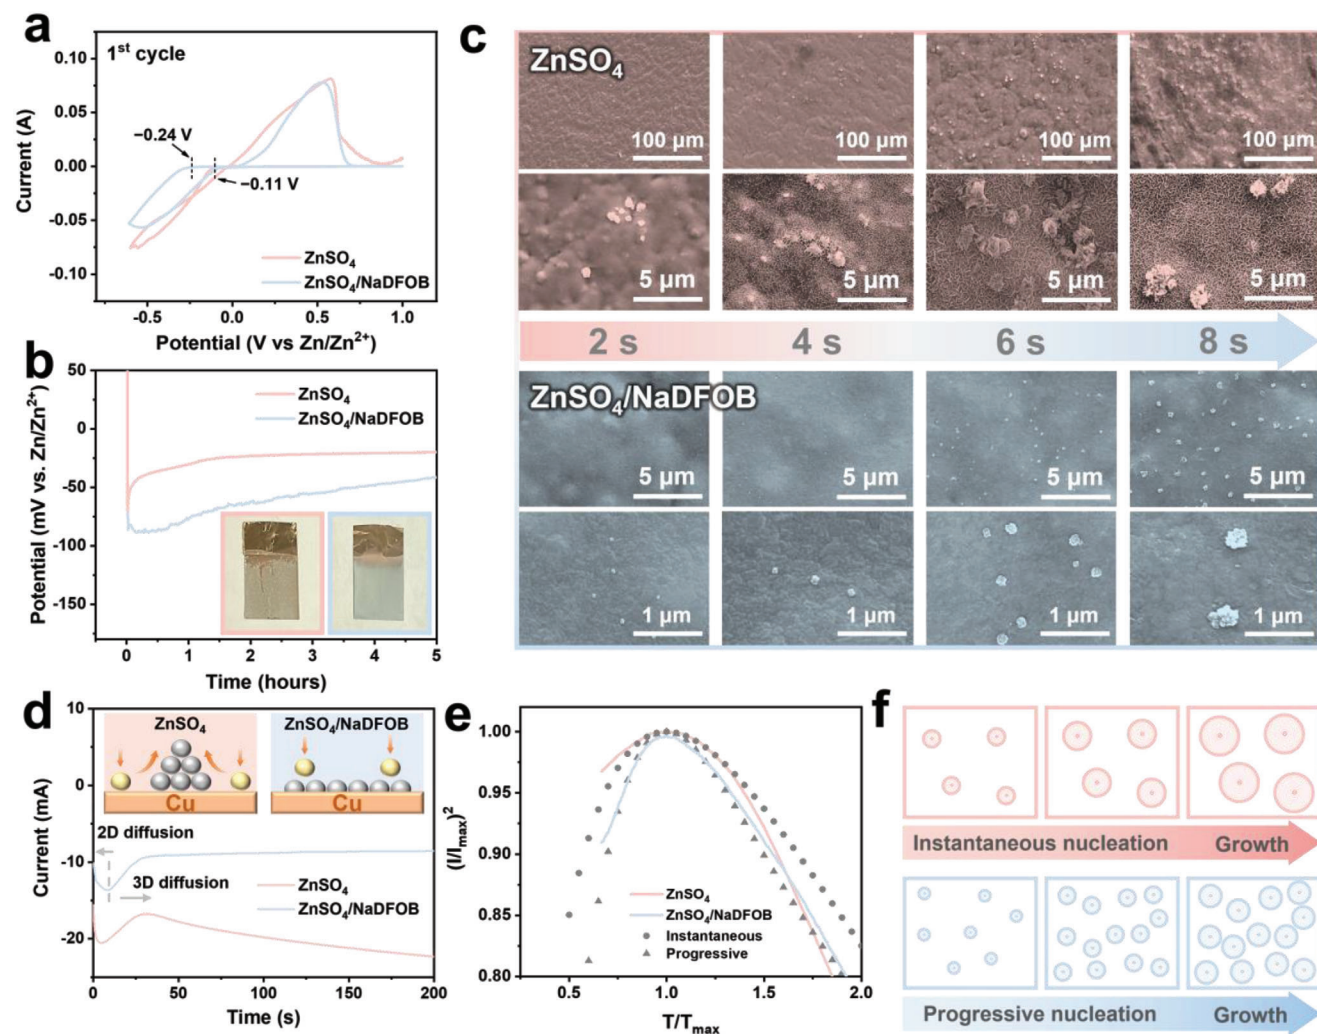 a
1st cycle
0.10
0.05
0.00
-0.05
-0.10
Current (A)
−0.24 V
−0.11 V
ZnSO4
ZnSO4/NaDFOB
-0.5
0.0
0.5
1.0
Potential (V vs Zn/Zn2+)
b
50
0
-50
-100
-150
Potential (mV vs. Zn/Zn2+)
ZnSO4
ZnSO4/NaDFOB
0
1
2
3
4
5
Time (hours)
c
ZnSO4
100 μm
100 μm
100 μm
100 μm
5 μm
5 μm
5 μm
5 μm
2 s
4 s
6 s
8 s
ZnSO4/NaDFOB
5 μm
5 μm
5 μm
5 μm
1 μm
1 μm
1 μm
1 μm
d
10
0
-10
-20
Current (mA)
ZnSO4
Cu
ZnSO4/NaDFOB
Cu
2D diffusion
3D diffusion
ZnSO4
ZnSO4/NaDFOB
0
50
100
150
200
Time (s)
e
1.00
0.95
0.90
0.85
0.80
(I/Imax)2
ZnSO4
ZnSO4/NaDFOB
Instantaneous
Progressive
0.5
1.0
1.5
2.0
T/Tmax
f
Instantaneous nucleation
Growth
Progressive nucleation
Growth